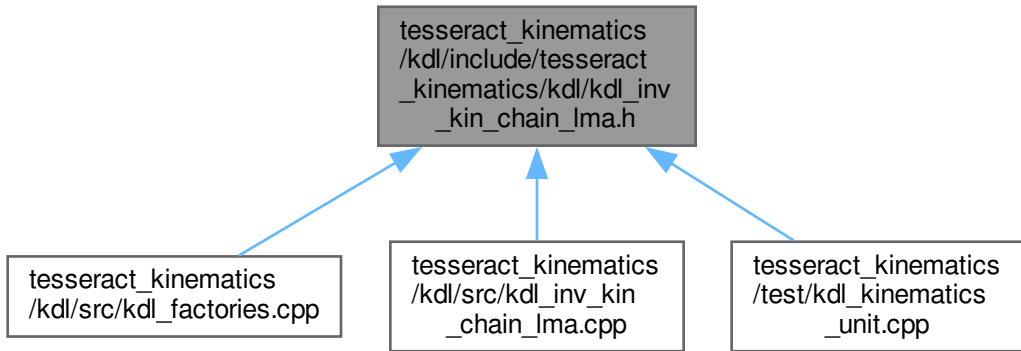 tesseract_kinematics
/kdl/include/tesseract
_kinematics/kdl/kdl_inv
_kin_chain_lma.h
tesseract_kinematics
/kdl/src/kdl_factories.cpp
tesseract_kinematics
/kdl/src/kdl_inv_kin
_chain_lma.cpp
tesseract_kinematics
/test/kdl_kinematics
_unit.cpp